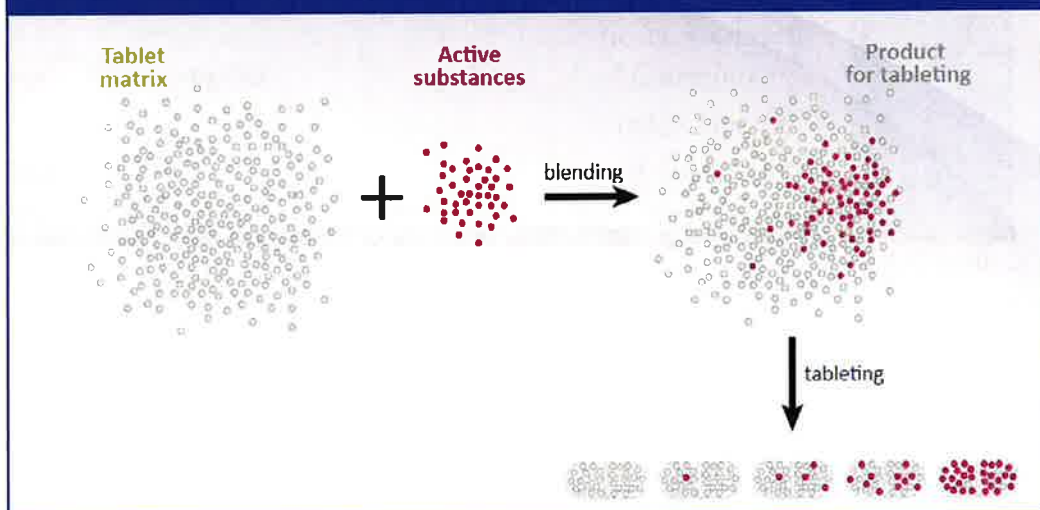 Tablet
matrix
Active
substances
Product
for tableting
blending
tableting